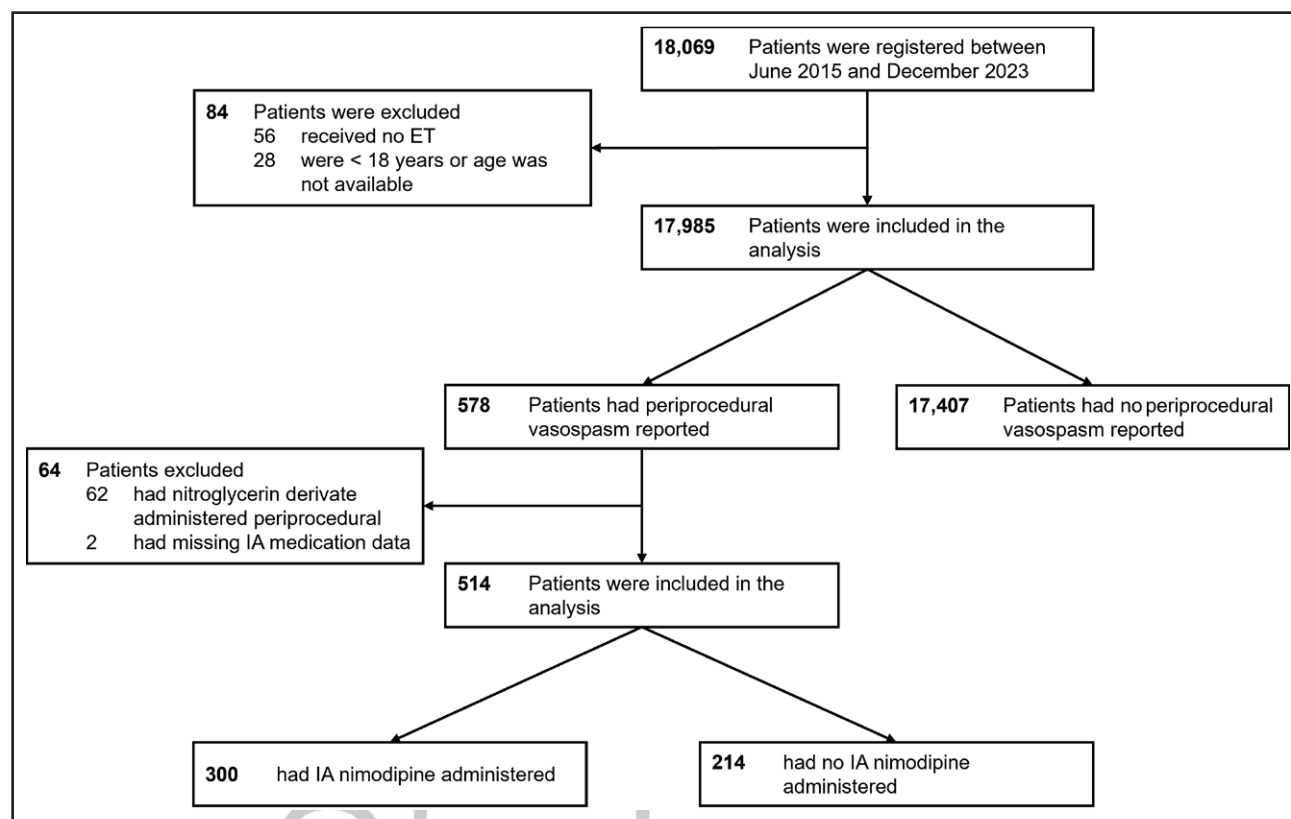 18,069 Patients were registered between
June 2015 and December 2023
84 Patients were excluded
56 received no ET
28 were < 18 years or age was
not available
17,985 Patients were included in the
analysis
578 Patients had periprocedural
vasospasm reported
17,407 Patients had no periprocedural
vasospasm reported
64 Patients excluded
62 had nitroglycerin derivate
administered periprocedural
2 had missing IA medication data
514 Patients were included in the
analysis
300 had IA nimodipine administered
214 had no IA nimodipine
administered